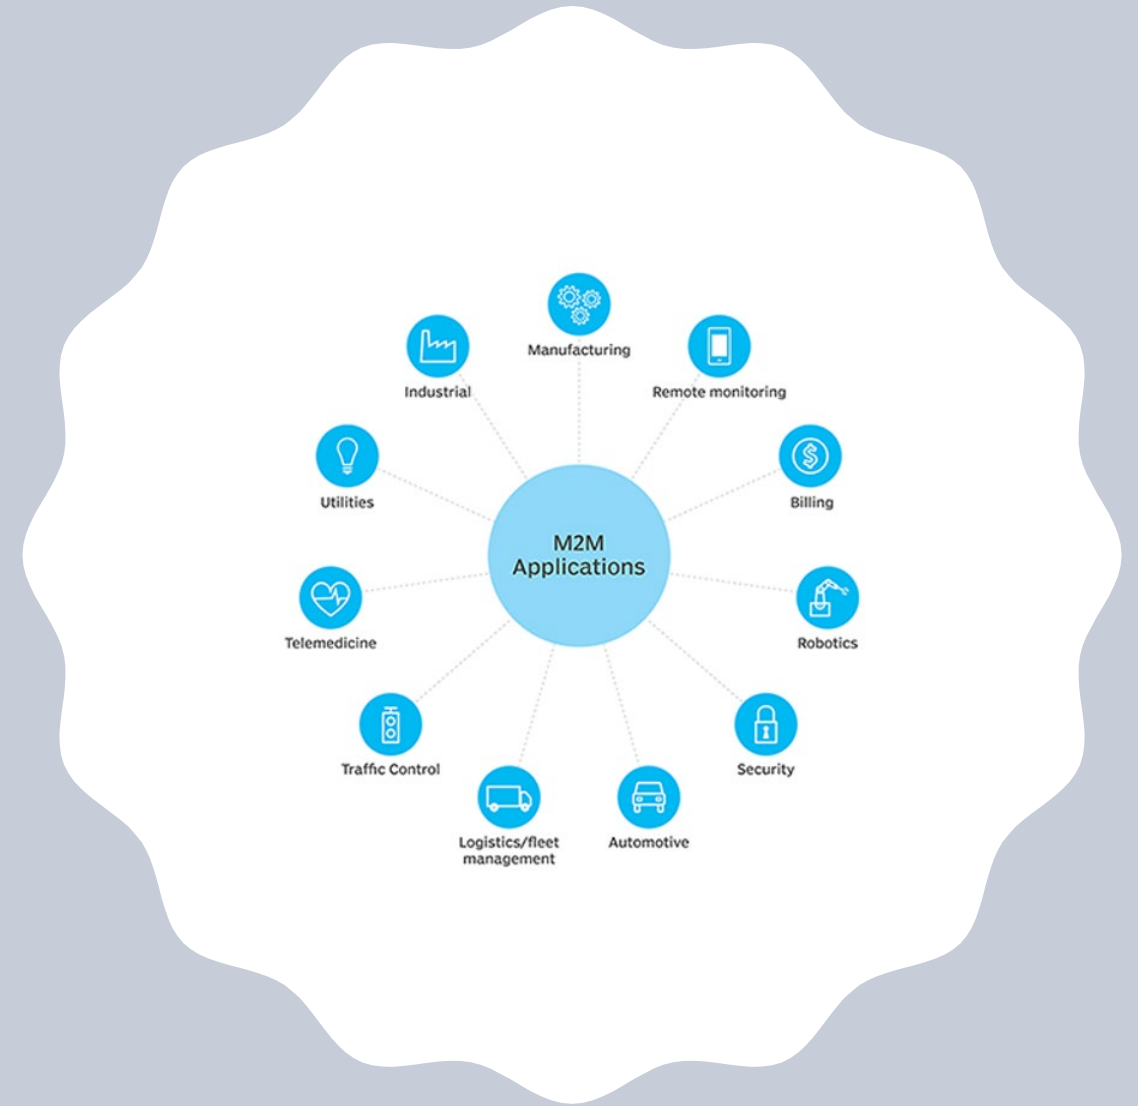 Manufacturing
Industrial
Remote monitoring
Utilities
Billing
M2M
Applications
Telemedicine
Robotics
Traffic Control
Security
Logistics/fleet
management
Automotive